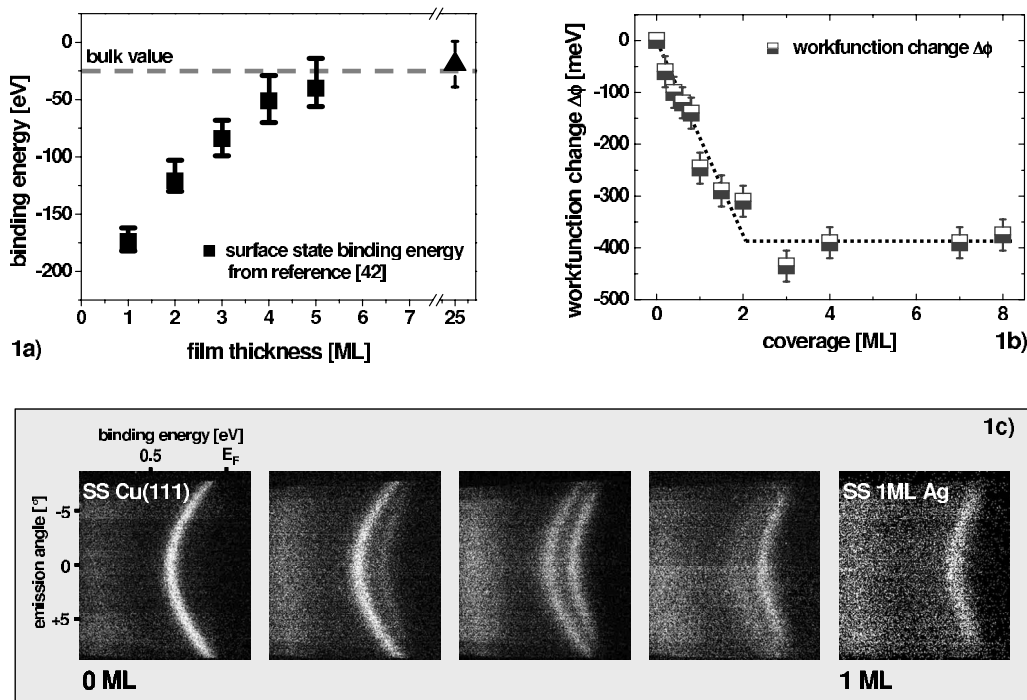 0
-50
-100
-150
-200
binding energy [eV]
bulk value
surface state binding energy
from reference [42]
0 1 2 3 4 5 6 7 25
film thickness [ML]
1a)
0
-100
-200
-300
-400
-500
workfunction change Δϕ [meV]
workfunction change Δϕ
0 2 4 6 8
coverage [ML]
1b)
1c)
binding energy [eV]
0.5 EF
SS Cu(111)
SS 1ML Ag
emission angle [°]
-5
0
+5
0 ML
1 ML